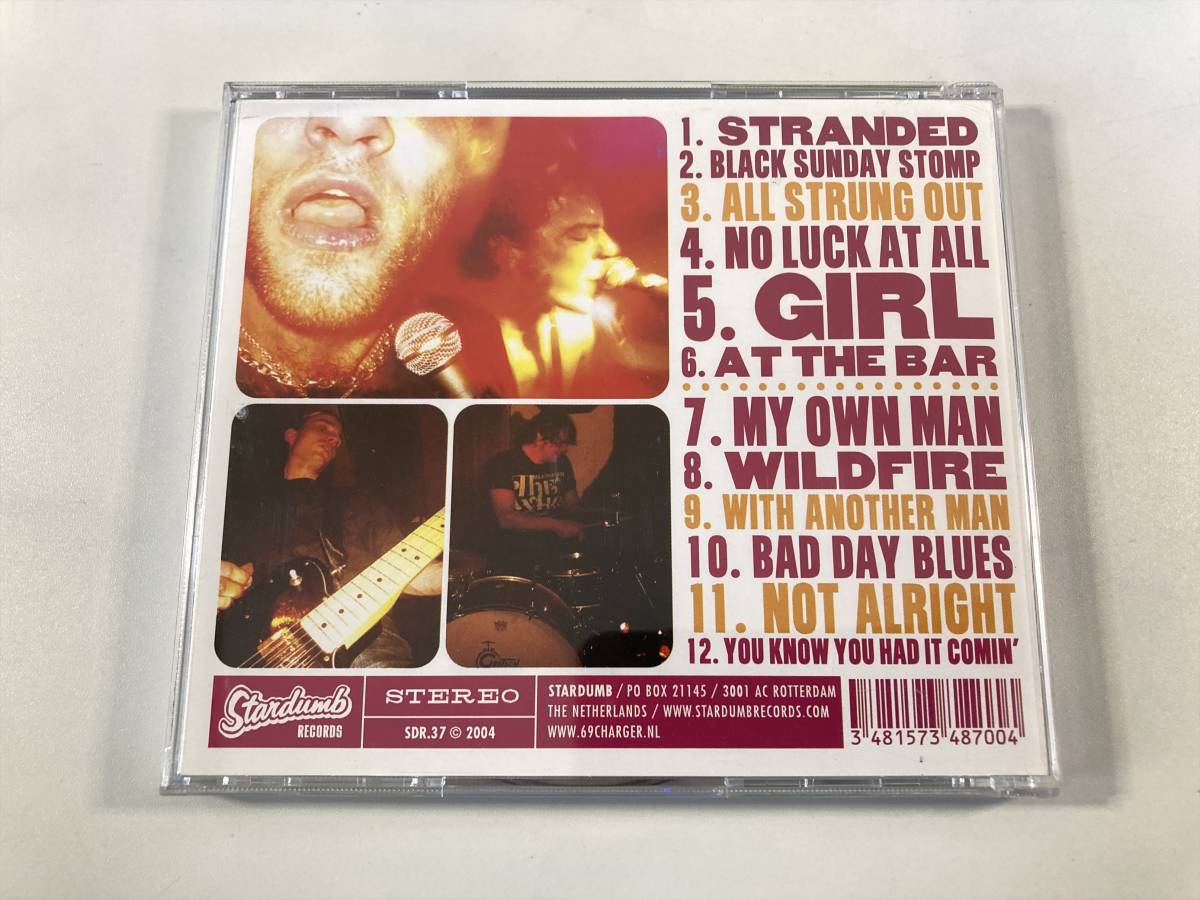 1. STRANDED
2. BLACK SUNDAY STOMP
3. ALL STRUNG OUT
4. NO LUCK AT ALL
5. GIRL
6. AT THE BAR
7. MY OWN MAN
8. WILDFIRE
9. WITH ANOTHER MAN
10. BAD DAY BLUES
11. NOT ALRIGHT
12. YOU KNOW YOU HAD IT COMIN'
Stardumb
RECORDS
STEREO
SDR.37 © 2004
STARDUMB / PO BOX 21145 / 3001 AC ROTTERDAM
THE NETHERLANDS / WWW.STARDUMBRECORDS.COM
WWW.69CHARGER.NL
3 481573 487004